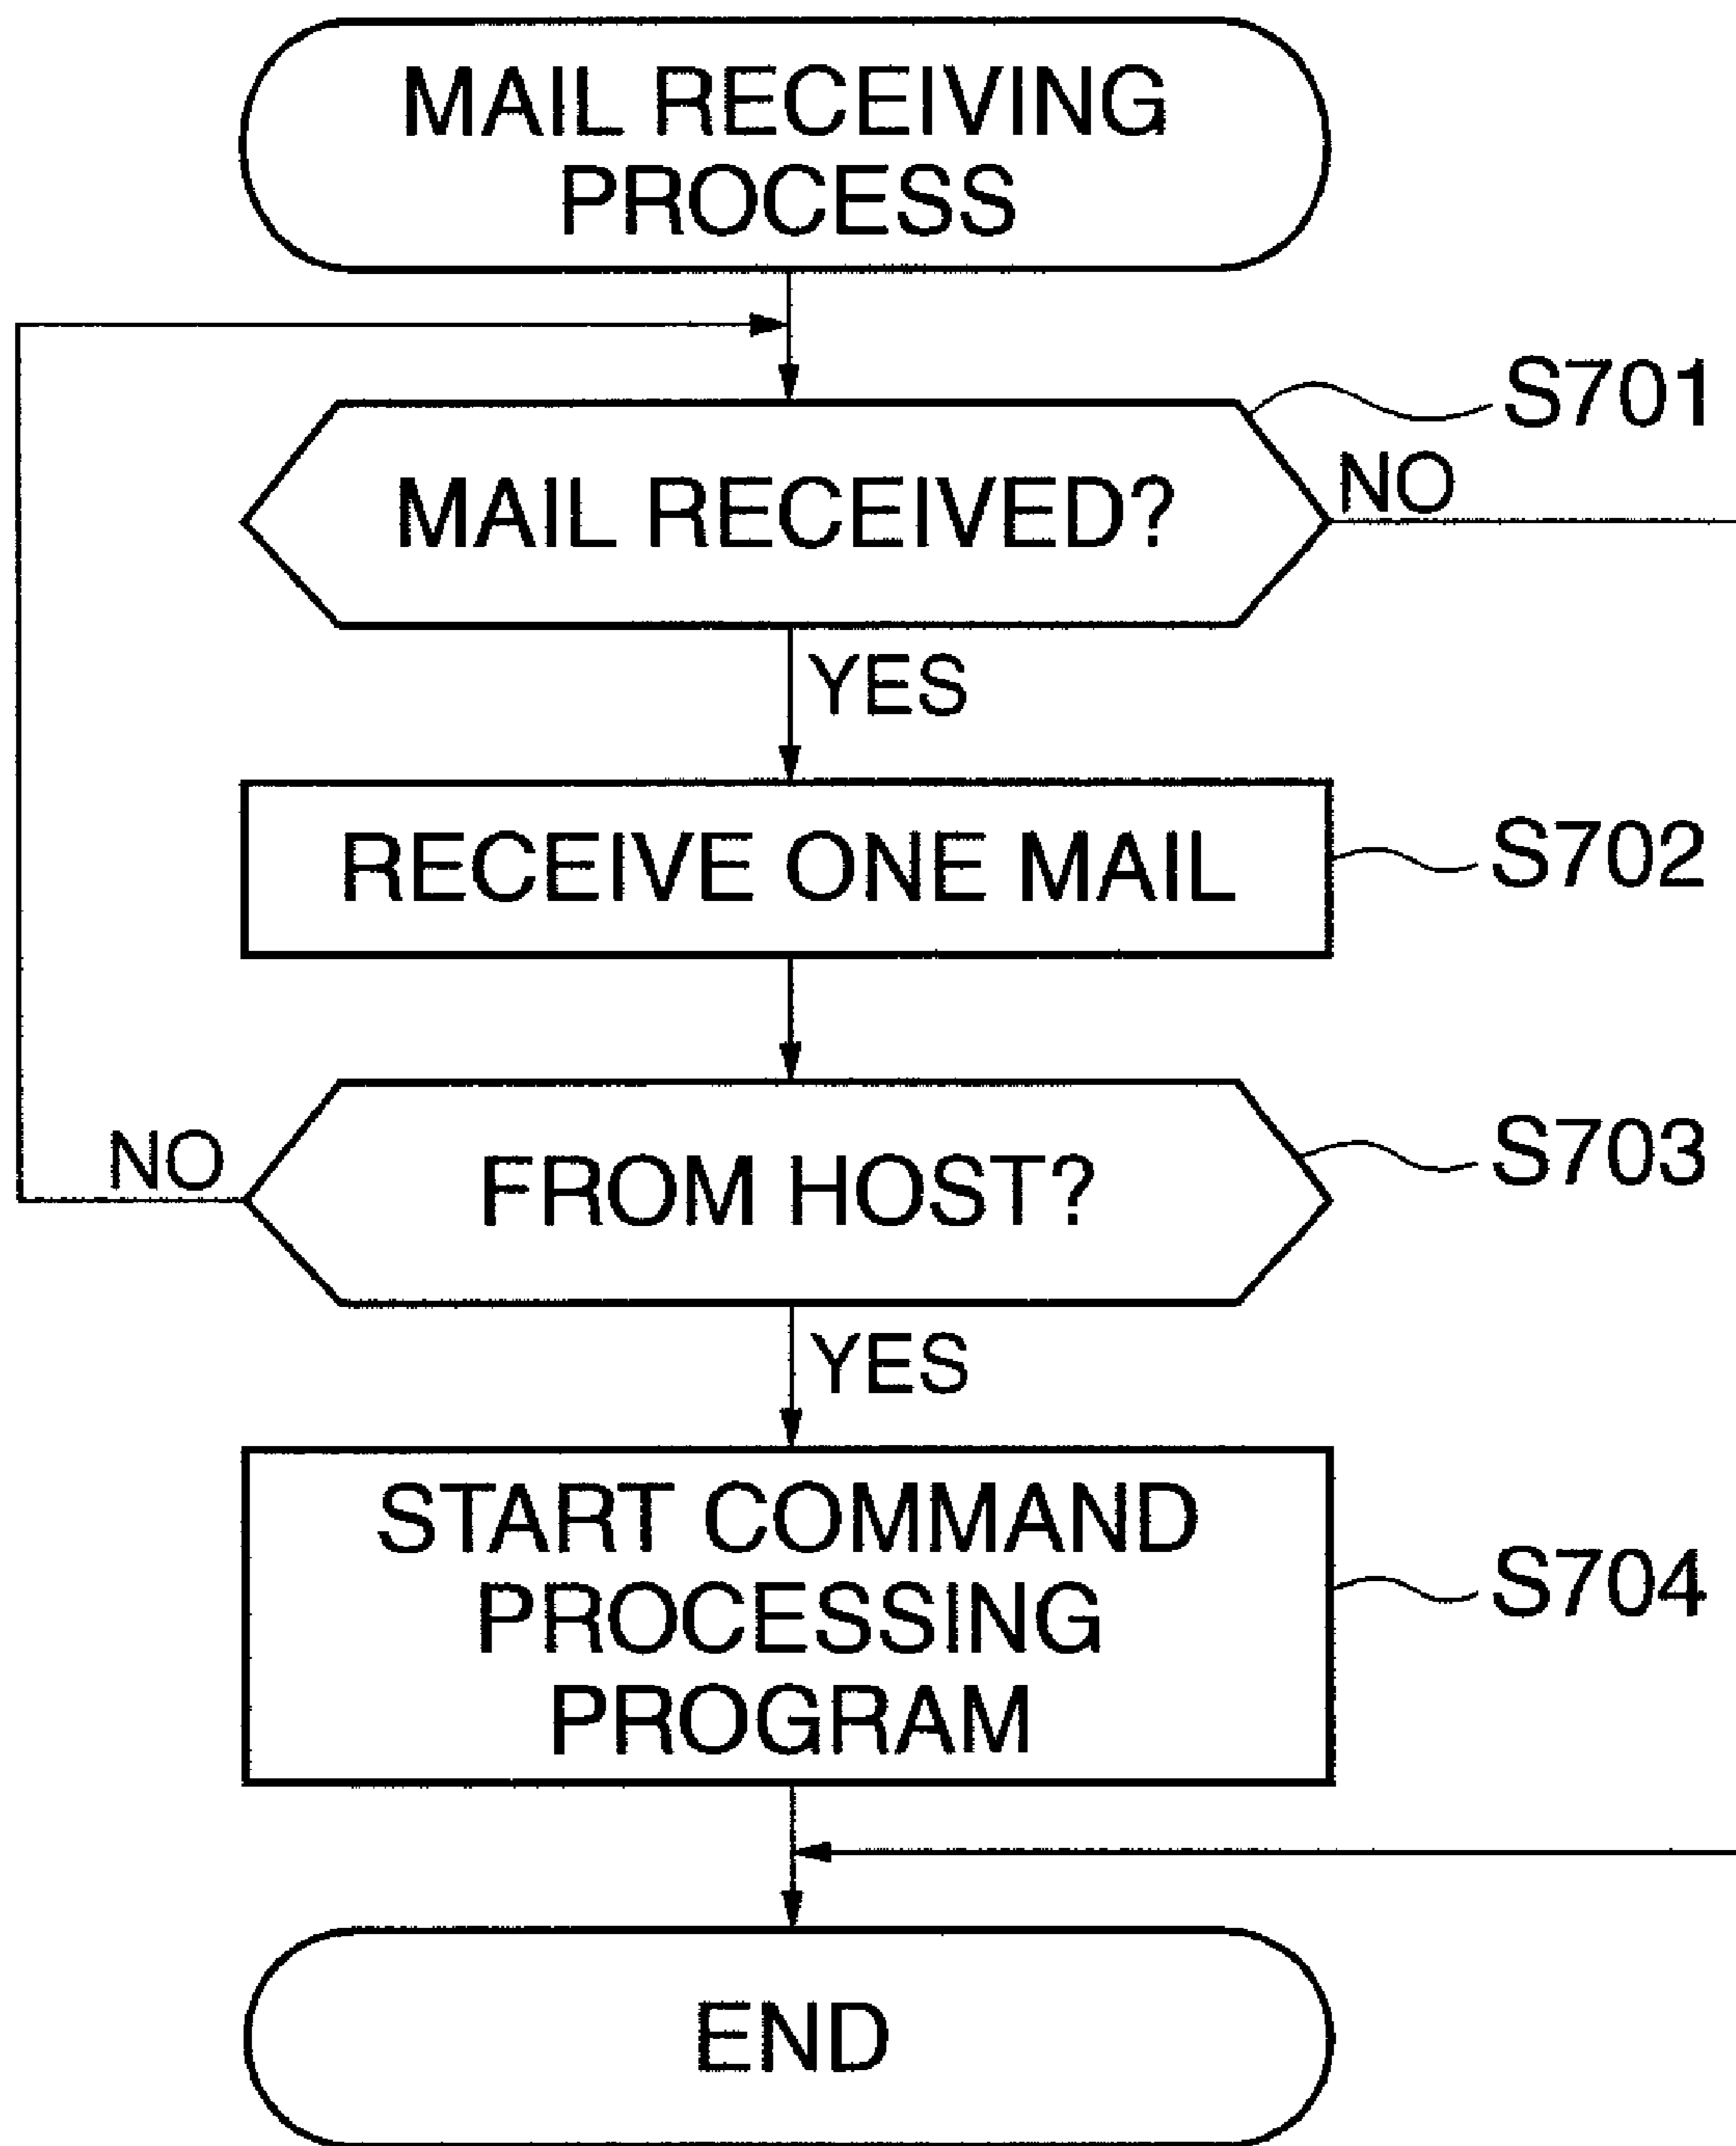 MAIL RECEIVING
PROCESS
S701
MAIL RECEIVED?
NO
YES
RECEIVE ONE MAIL
S702
NO
FROM HOST?
S703
YES
START COMMAND
PROCESSING
PROGRAM
S704
END